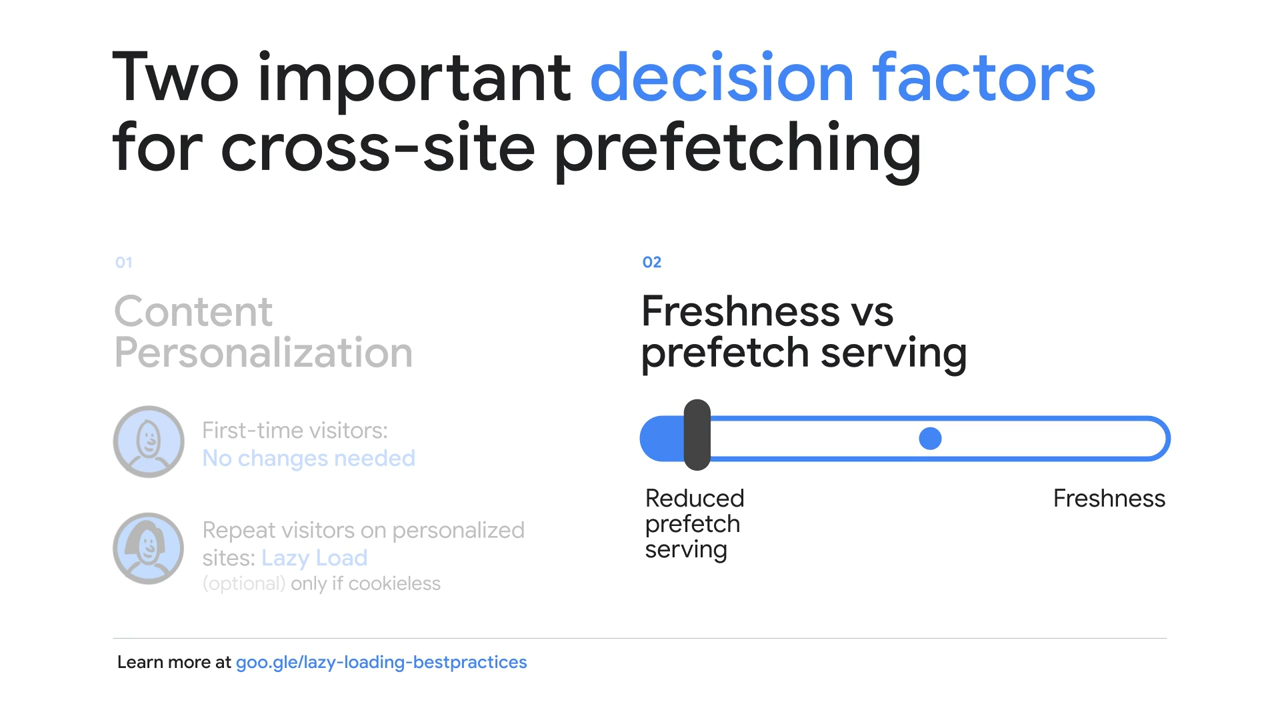 Two important decision factors
for cross-site prefetching
01
Content
Personalization
First-time visitors:
No changes needed
Repeat visitors on personalized
sites: Lazy Load
(optional) only if cookieless
02
Freshness vs
prefetch serving
Reduced
prefetch
serving
Freshness
Learn more at goo.gle/lazy-loading-bestpractices